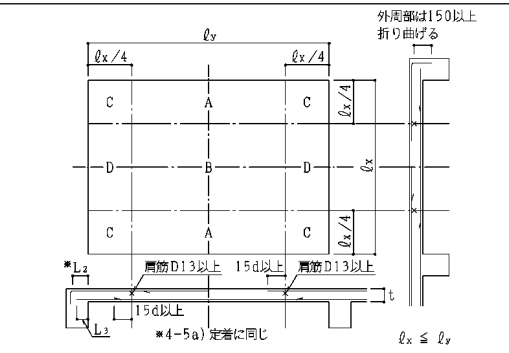 外周部は150以上
折り曲げる
ℓy
ℓx/4 ℓx/4
C A C
ℓx/4
D B D
ℓx
C A C
ℓx/4
※L2 肩筋D13以上 15d以上 肩筋D13以上
t
15d以上
L3
※4-5a) 定着に同じ
ℓx ≦ ℓy